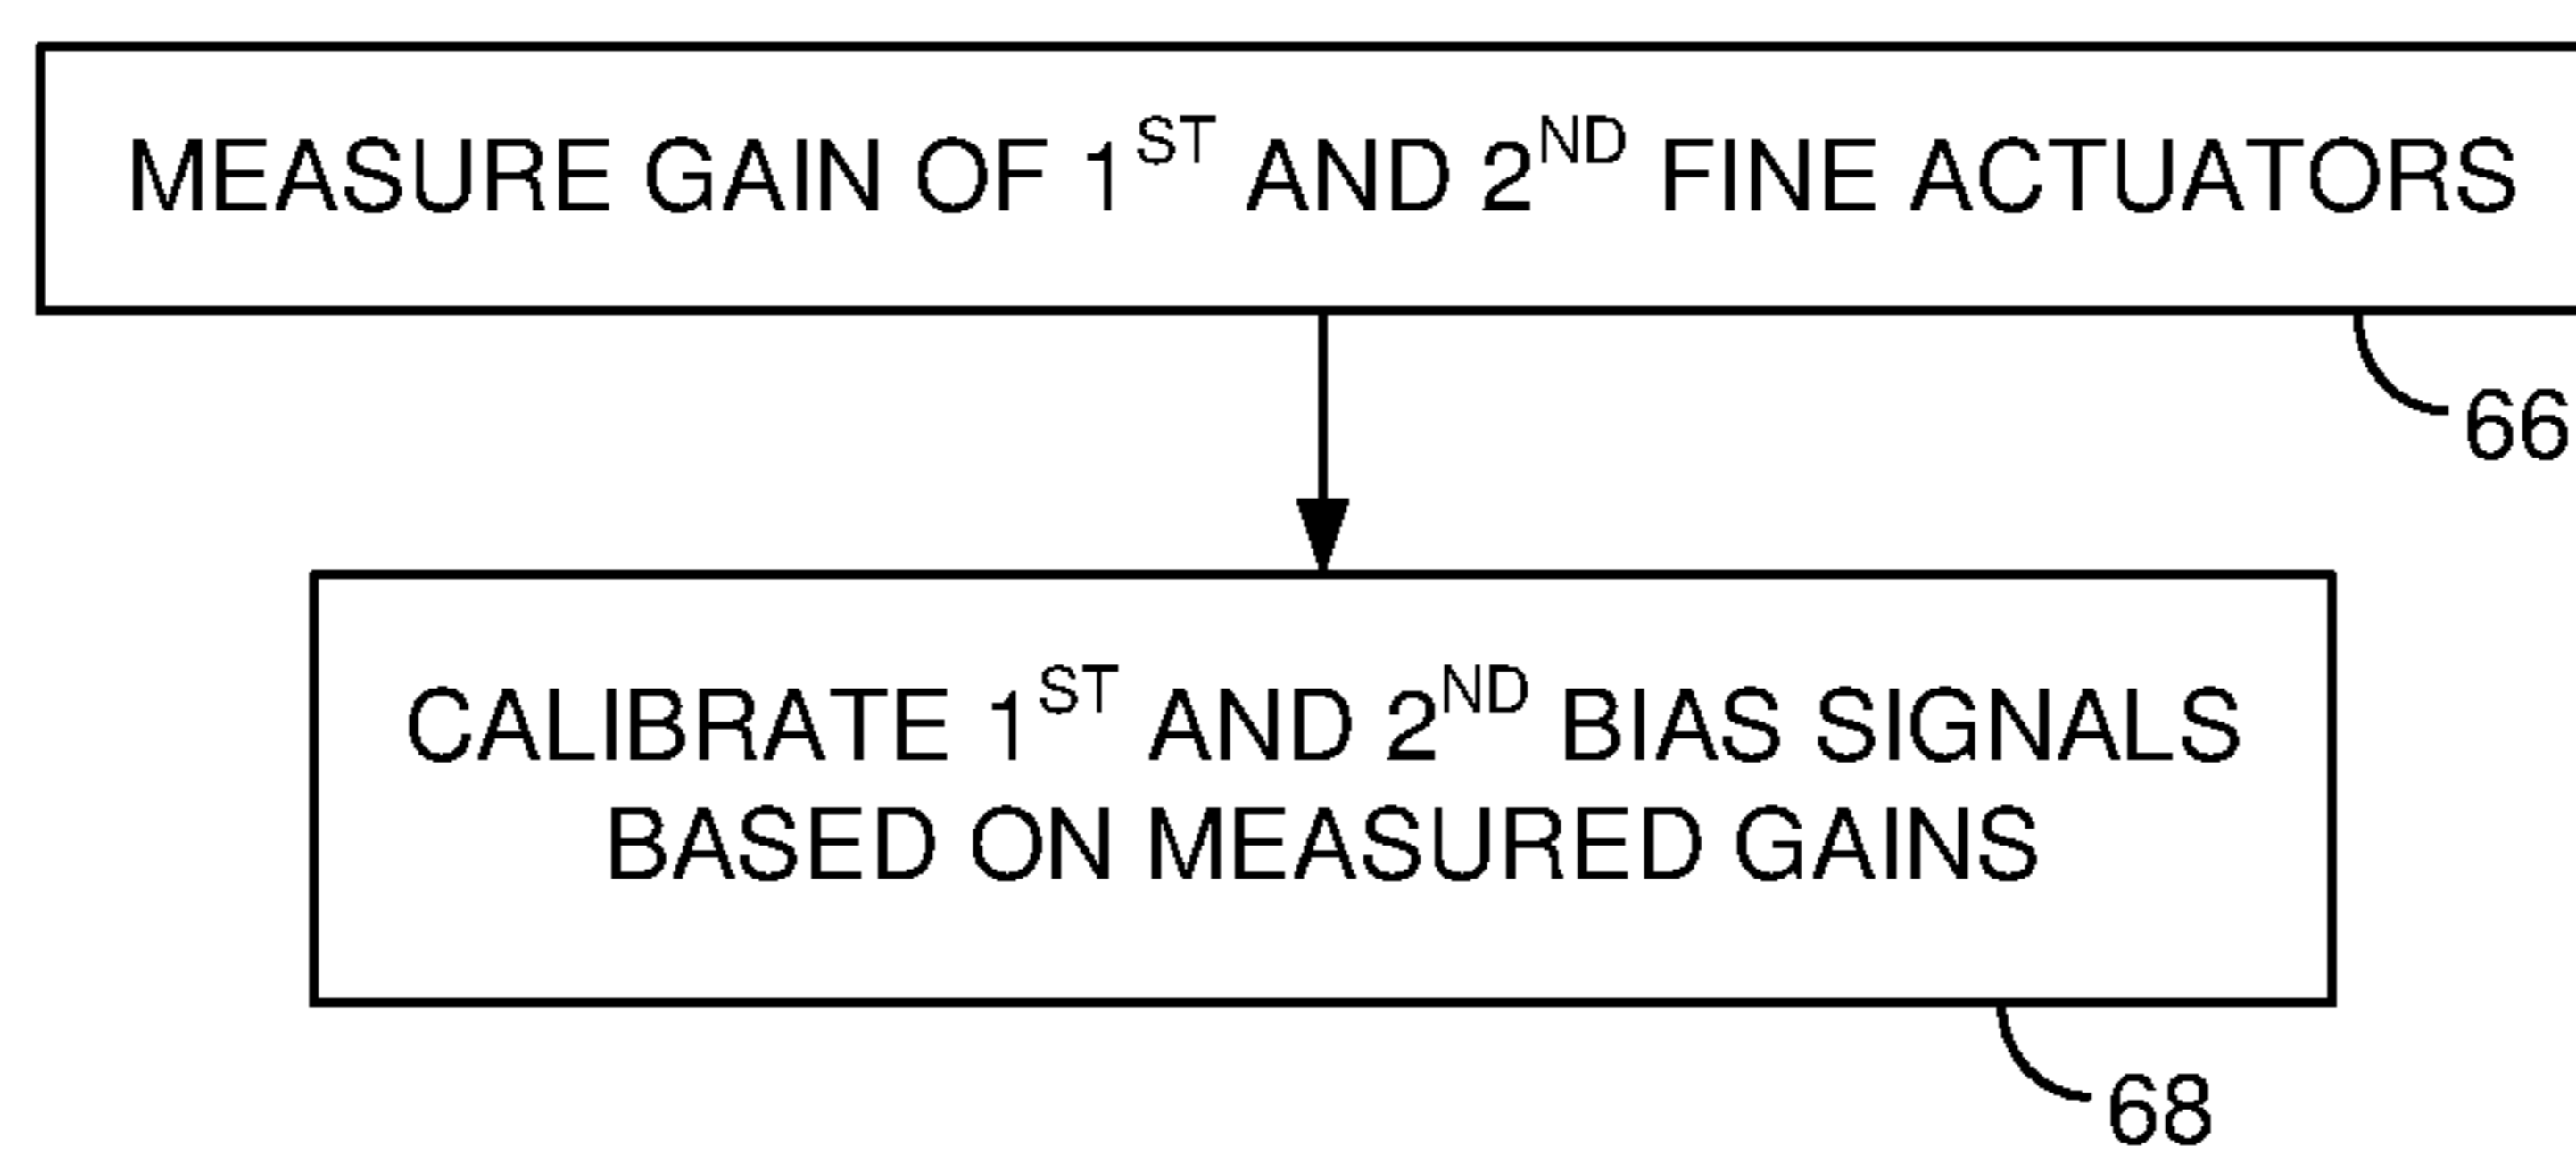 MEASURE GAIN OF 1ST AND 2ND FINE ACTUATORS
66
CALIBRATE 1ST AND 2ND BIAS SIGNALS
BASED ON MEASURED GAINS
68